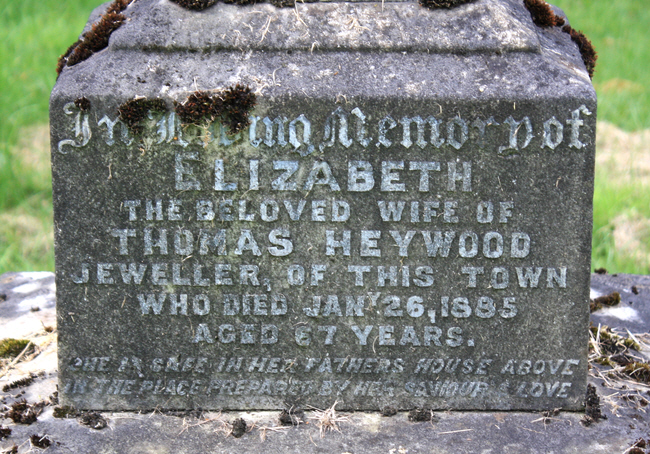 In Loving Memory of
ELIZABETH
THE BELOVED WIFE OF
THOMAS HEYWOOD
JEWELLER, OF THIS TOWN
WHO DIED JANY 26, 1885
AGED 67 YEARS.
SHE IS SAFE IN HER FATHERS HOUSE ABOVE
IN THE PLACE PREPARED BY HER SAVIOUR'S LOVE.